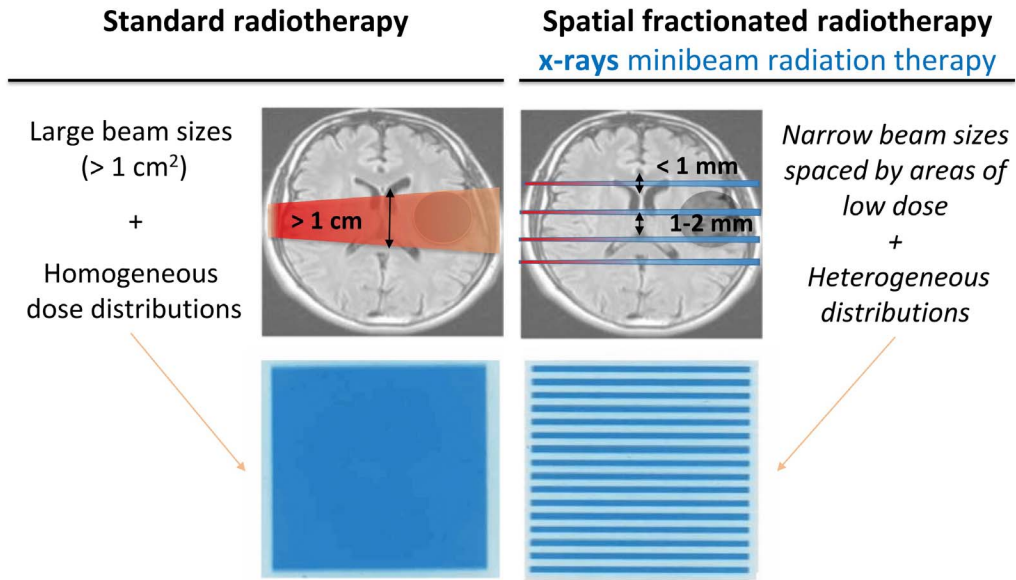 Standard radiotherapy
Spatial fractionated radiotherapy
x-rays minibeam radiation therapy
Large beam sizes
(> 1 cm²)
+
Homogeneous
dose distributions
> 1 cm
< 1 mm
1-2 mm
Narrow beam sizes
spaced by areas of
low dose
+
Heterogeneous
distributions